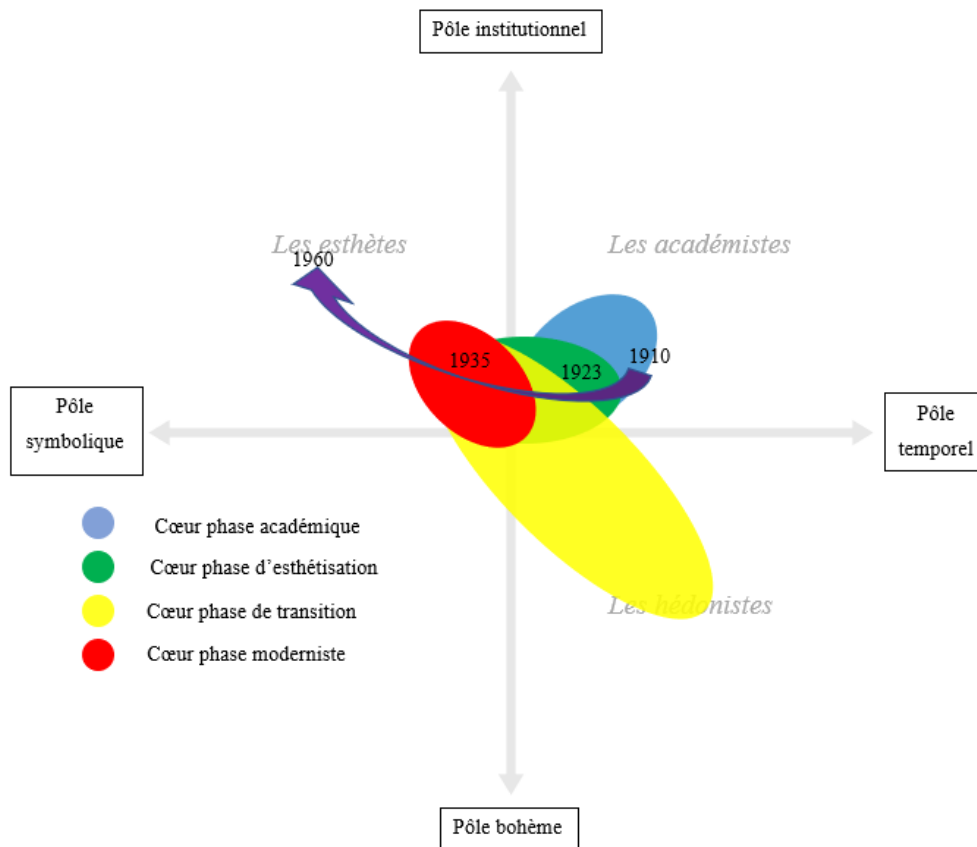 Pôle institutionnel
Les esthètes
Les académistes
1960
1910
1935
1923
Pôle
symbolique
Pôle
temporel
Cœur phase académique
Cœur phase d’esthétisation
Cœur phase de transition
Les hédonistes
Cœur phase moderniste
Pôle bohème